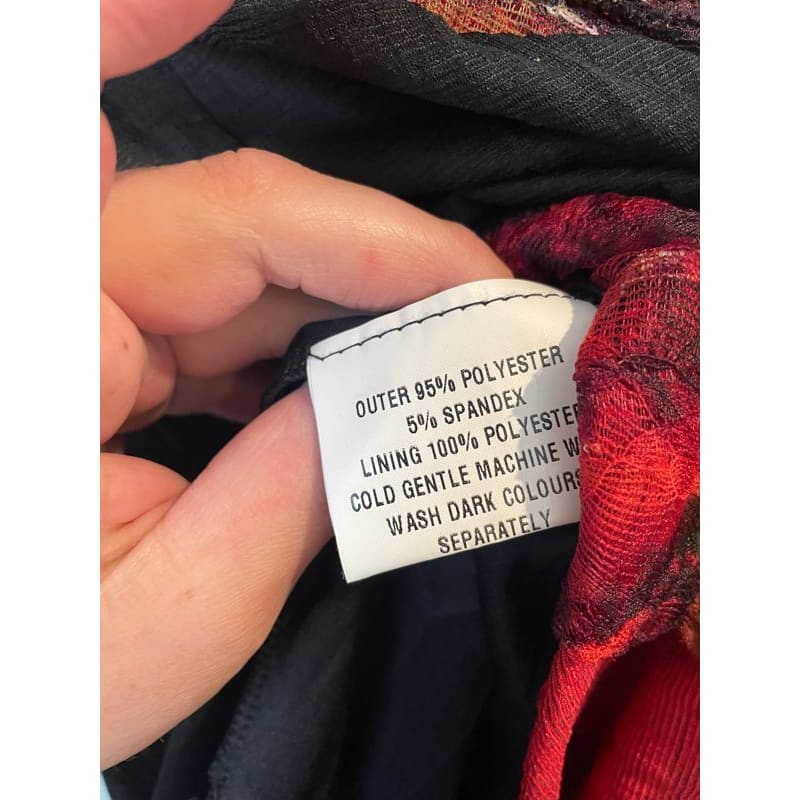 OUTER 95% POLYESTER
5% SPANDEX
LINING 100% POLYESTER
COLD GENTLE MACHINE
WASH DARK COLOURS
SEPARATELY